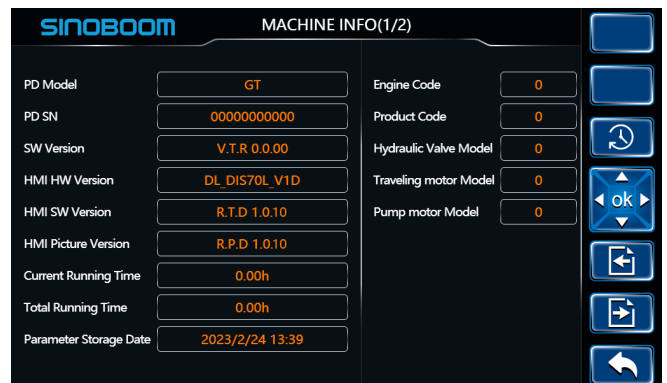 SINOBOOM
MACHINE INFO(1/2)
PD Model GT
PD SN 00000000000
SW Version V.T.R 0.0.00
HMI HW Version DL_DIS70L_V1D
HMI SW Version R.T.D 1.0.10
HMI Picture Version R.P.D 1.0.10
Current Running Time 0.00h
Total Running Time 0.00h
Parameter Storage Date 2023/2/24 13:39
Engine Code 0
Product Code 0
Hydraulic Valve Model 0
Traveling motor Model 0
Pump motor Model 0
ok